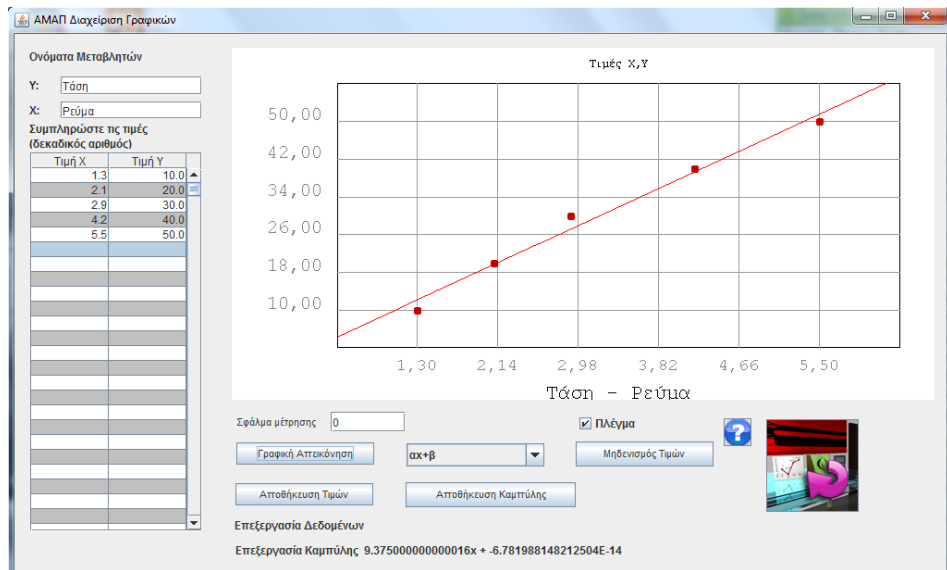 ΑΜΑΠ Διαχείριση Γραφικών
Ονόματα Μεταβλητών
Y: Τάση
X: Ρεύμα
Συμπληρώστε τις τιμές
(δεκαδικός αριθμός)
Τιμή X Τιμή Y
1.3 10.0
2.1 20.0
2.9 30.0
4.2 40.0
5.5 50.0
Τιμές X,Y
50,00
42,00
34,00
26,00
18,00
10,00
1,30 2,14 2,98 3,82 4,66 5,50
Τάση - Ρεύμα
Σφάλμα μέτρησης 0
Πλέγμα
Γραφική Απεικόνηση
αx+β
Μηδενισμός Τιμών
Αποθήκευση Τιμών
Αποθήκευση Καμπύλης
Επεξεργασία Δεδομένων
Επεξεργασία Καμπύλης 9.375000000000016x + -6.781988148212504E-14